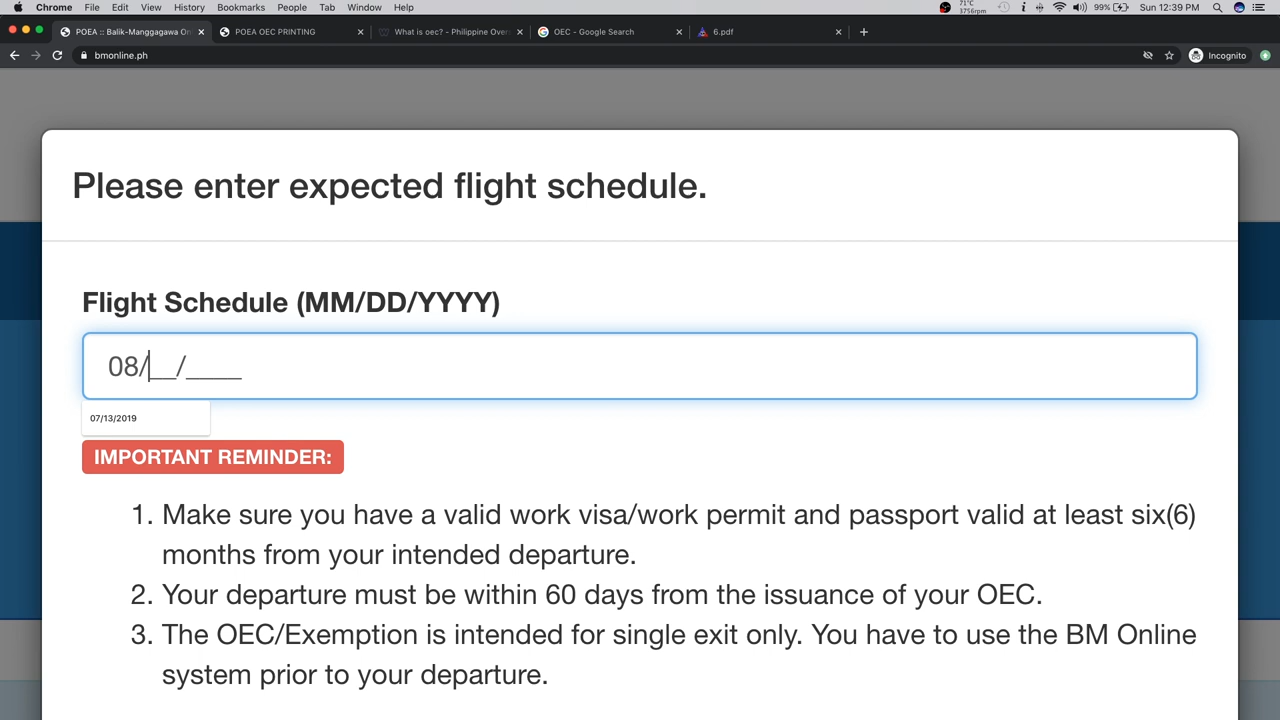 Chrome File Edit View History Bookmarks People Tab Window Help 71°C 3756rpm 99% Sun 12:39 PM
POEA :: Balik-Manggagawa On POEA OEC PRINTING What is oec? - Philippine Over OEC - Google Search 6.pdf
bmonline.ph Incognito
Please enter expected flight schedule.
Flight Schedule (MM/DD/YYYY)
08/__/____
07/13/2019
IMPORTANT REMINDER:
1. Make sure you have a valid work visa/work permit and passport valid at least six(6)
months from your intended departure.
2. Your departure must be within 60 days from the issuance of your OEC.
3. The OEC/Exemption is intended for single exit only. You have to use the BM Online
system prior to your departure.